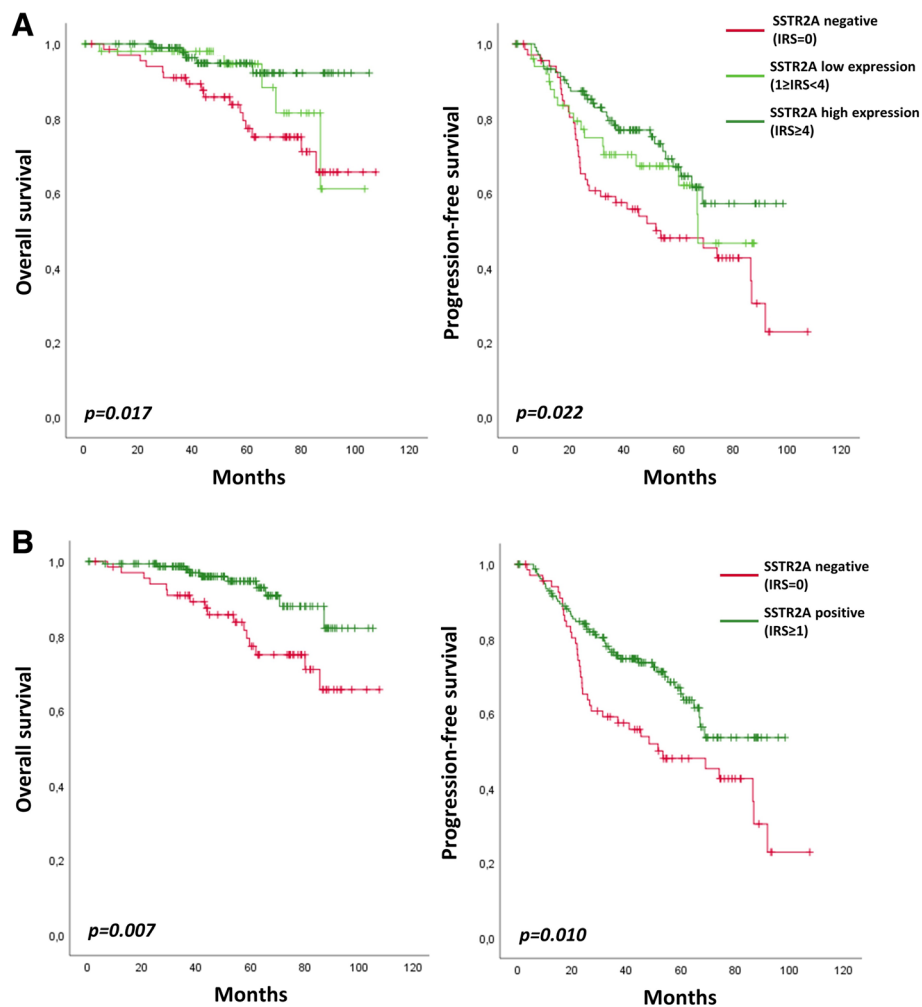 A
Overall survival
1,0
0,8
0,6
0,4
0,2
0,0
p=0.017
0 20 40 60 80 100 120
Months
Progression-free survival
1,0
0,8
0,6
0,4
0,2
0,0
p=0.022
0 20 40 60 80 100 120
Months
SSTR2A negative
(IRS=0)
SSTR2A low expression
(1≥IRS<4)
SSTR2A high expression
(IRS≥4)
B
Overall survival
1,0
0,8
0,6
0,4
0,2
0,0
p=0.007
0 20 40 60 80 100 120
Months
Progression-free survival
1,0
0,8
0,6
0,4
0,2
0,0
p=0.010
0 20 40 60 80 100 120
Months
SSTR2A negative
(IRS=0)
SSTR2A positive
(IRS≥1)